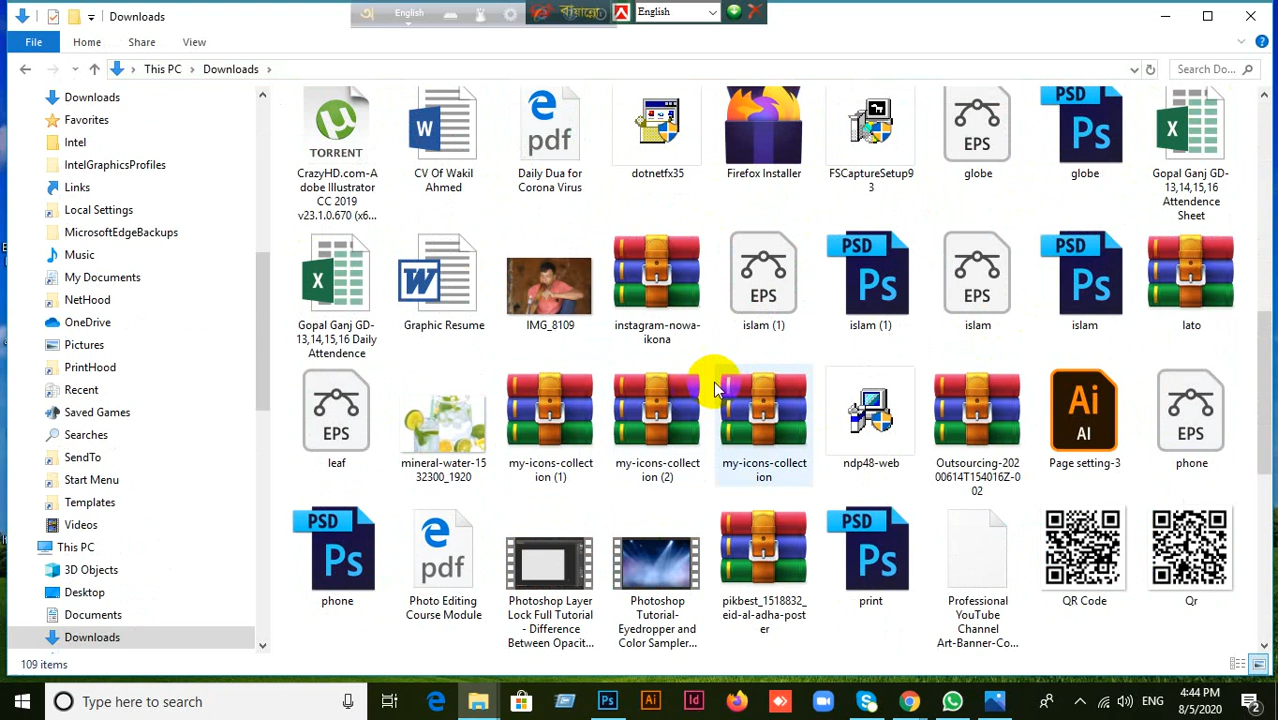 Downloads
অ English
বায়ান্নো
English
File Home Share View
This PC Downloads
Search Do...
Downloads
Favorites
Intel
IntelGraphicsProfiles
Links
Local Settings
MicrosoftEdgeBackups
Music
My Documents
NetHood
OneDrive
Pictures
PrintHood
Recent
Saved Games
Searches
SendTo
Start Menu
Templates
Videos
This PC
3D Objects
Desktop
Documents
Downloads
TORRENT
CrazyHD.com-A
dobe Illustrator
CC 2019
v23.1.0.670 (x6...
W
CV Of Wakil
Ahmed
pdf
Daily Dua for
Corona Virus
dotnetfx35
Firefox Installer
FSCaptureSetup9
3
EPS
globe
PSD
Ps
globe
X
Gopal Ganj GD-
13,14,15,16
Attendence
Sheet
X
Gopal Ganj GD-
13,14,15,16 Daily
Attendence
W
Graphic Resume
IMG_8109
instagram-nowa-
ikona
EPS
islam (1)
PSD
Ps
islam (1)
EPS
islam
PSD
Ps
islam
lato
EPS
leaf
mineral-water-15
32300_1920
my-icons-collect
ion (1)
my-icons-collect
ion (2)
my-icons-collect
ion
ndp48-web
Outsourcing-202
00614T154016Z-0
02
Ai
AI
Page setting-3
EPS
phone
PSD
Ps
phone
pdf
Photo Editing
Course Module
Photoshop Layer
Lock Full Tutorial
- Difference
Between Opacit...
Photoshop
Tutorial-
Eyedropper and
Color Sampler...
pikbest_1518832_
eid-al-adha-post
er
PSD
Ps
print
Professional
YouTube
Channel
Art-Banner-Co...
QR Code
Qr
109 items
Type here to search
Ps
Ai
Id
ENG
4:44 PM
8/5/2020
2